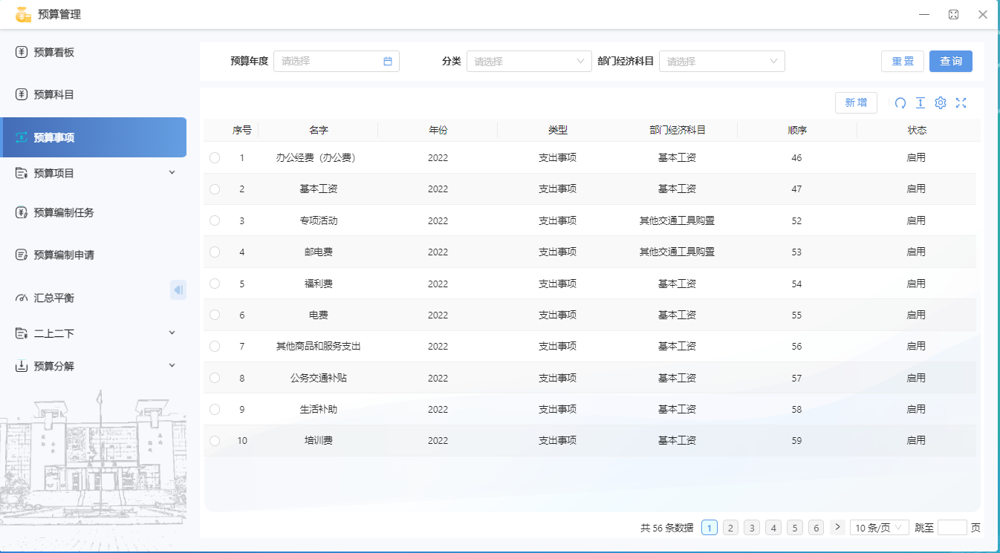 预算管理
预算看板
预算科目
预算事项
预算项目
预算编制任务
预算编制申请
汇总平衡
二上二下
预算分解
预算年度 请选择 分类 请选择 部门经济科目 请选择 重置 查询
新增
序号 名字 年份 类型 部门经济科目 顺序 状态
1 办公经费（办公费） 2022 支出事项 基本工资 46 启用
2 基本工资 2022 支出事项 基本工资 47 启用
3 专项活动 2022 支出事项 其他交通工具购置 52 启用
4 邮电费 2022 支出事项 其他交通工具购置 53 启用
5 福利费 2022 支出事项 基本工资 54 启用
6 电费 2022 支出事项 基本工资 55 启用
7 其他商品和服务支出 2022 支出事项 基本工资 56 启用
8 公务交通补贴 2022 支出事项 基本工资 57 启用
9 生活补助 2022 支出事项 基本工资 58 启用
10 培训费 2022 支出事项 基本工资 59 启用
共 56 条数据 1 2 3 4 5 6 > 10 条/页 跳至 页